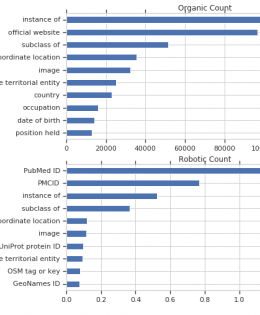 Organic Count
instance of
official website
subclass of
oordinate location
image
e territorial entity
country
occupation
date of birth
position held
0 20000 40000 60000 80000 10
Robotic Count
PubMed ID
PMCID
instance of
subclass of
oordinate location
image
UniProt protein ID
e territorial entity
OSM tag or key
GeoNames ID
0.0 0.2 0.4 0.6 0.8 1.0